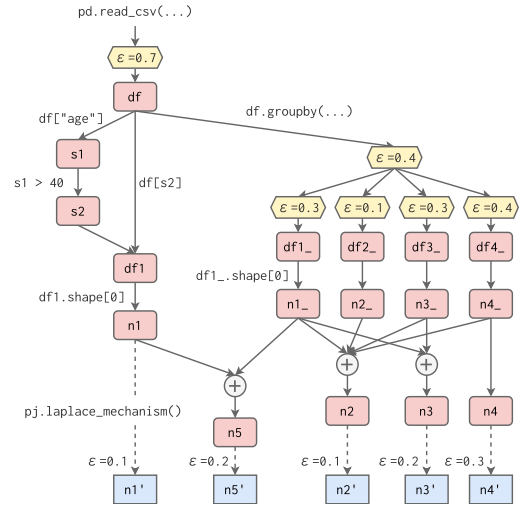 pd.read_csv(...)
ε=0.7
df
df["age"]
df.groupby(...)
s1
ε=0.4
s1 > 40
df[s2]
s2
ε=0.3
ε=0.1
ε=0.3
ε=0.4
df1_
df2_
df3_
df4_
df1
df1_.shape[0]
df1.shape[0]
n1_
n2_
n3_
n4_
n1
+
+
+
pj.laplace_mechanism()
n2
n3
n4
n5
ε=0.1
ε=0.2
ε=0.1
ε=0.2
ε=0.3
n1'
n5'
n2'
n3'
n4'